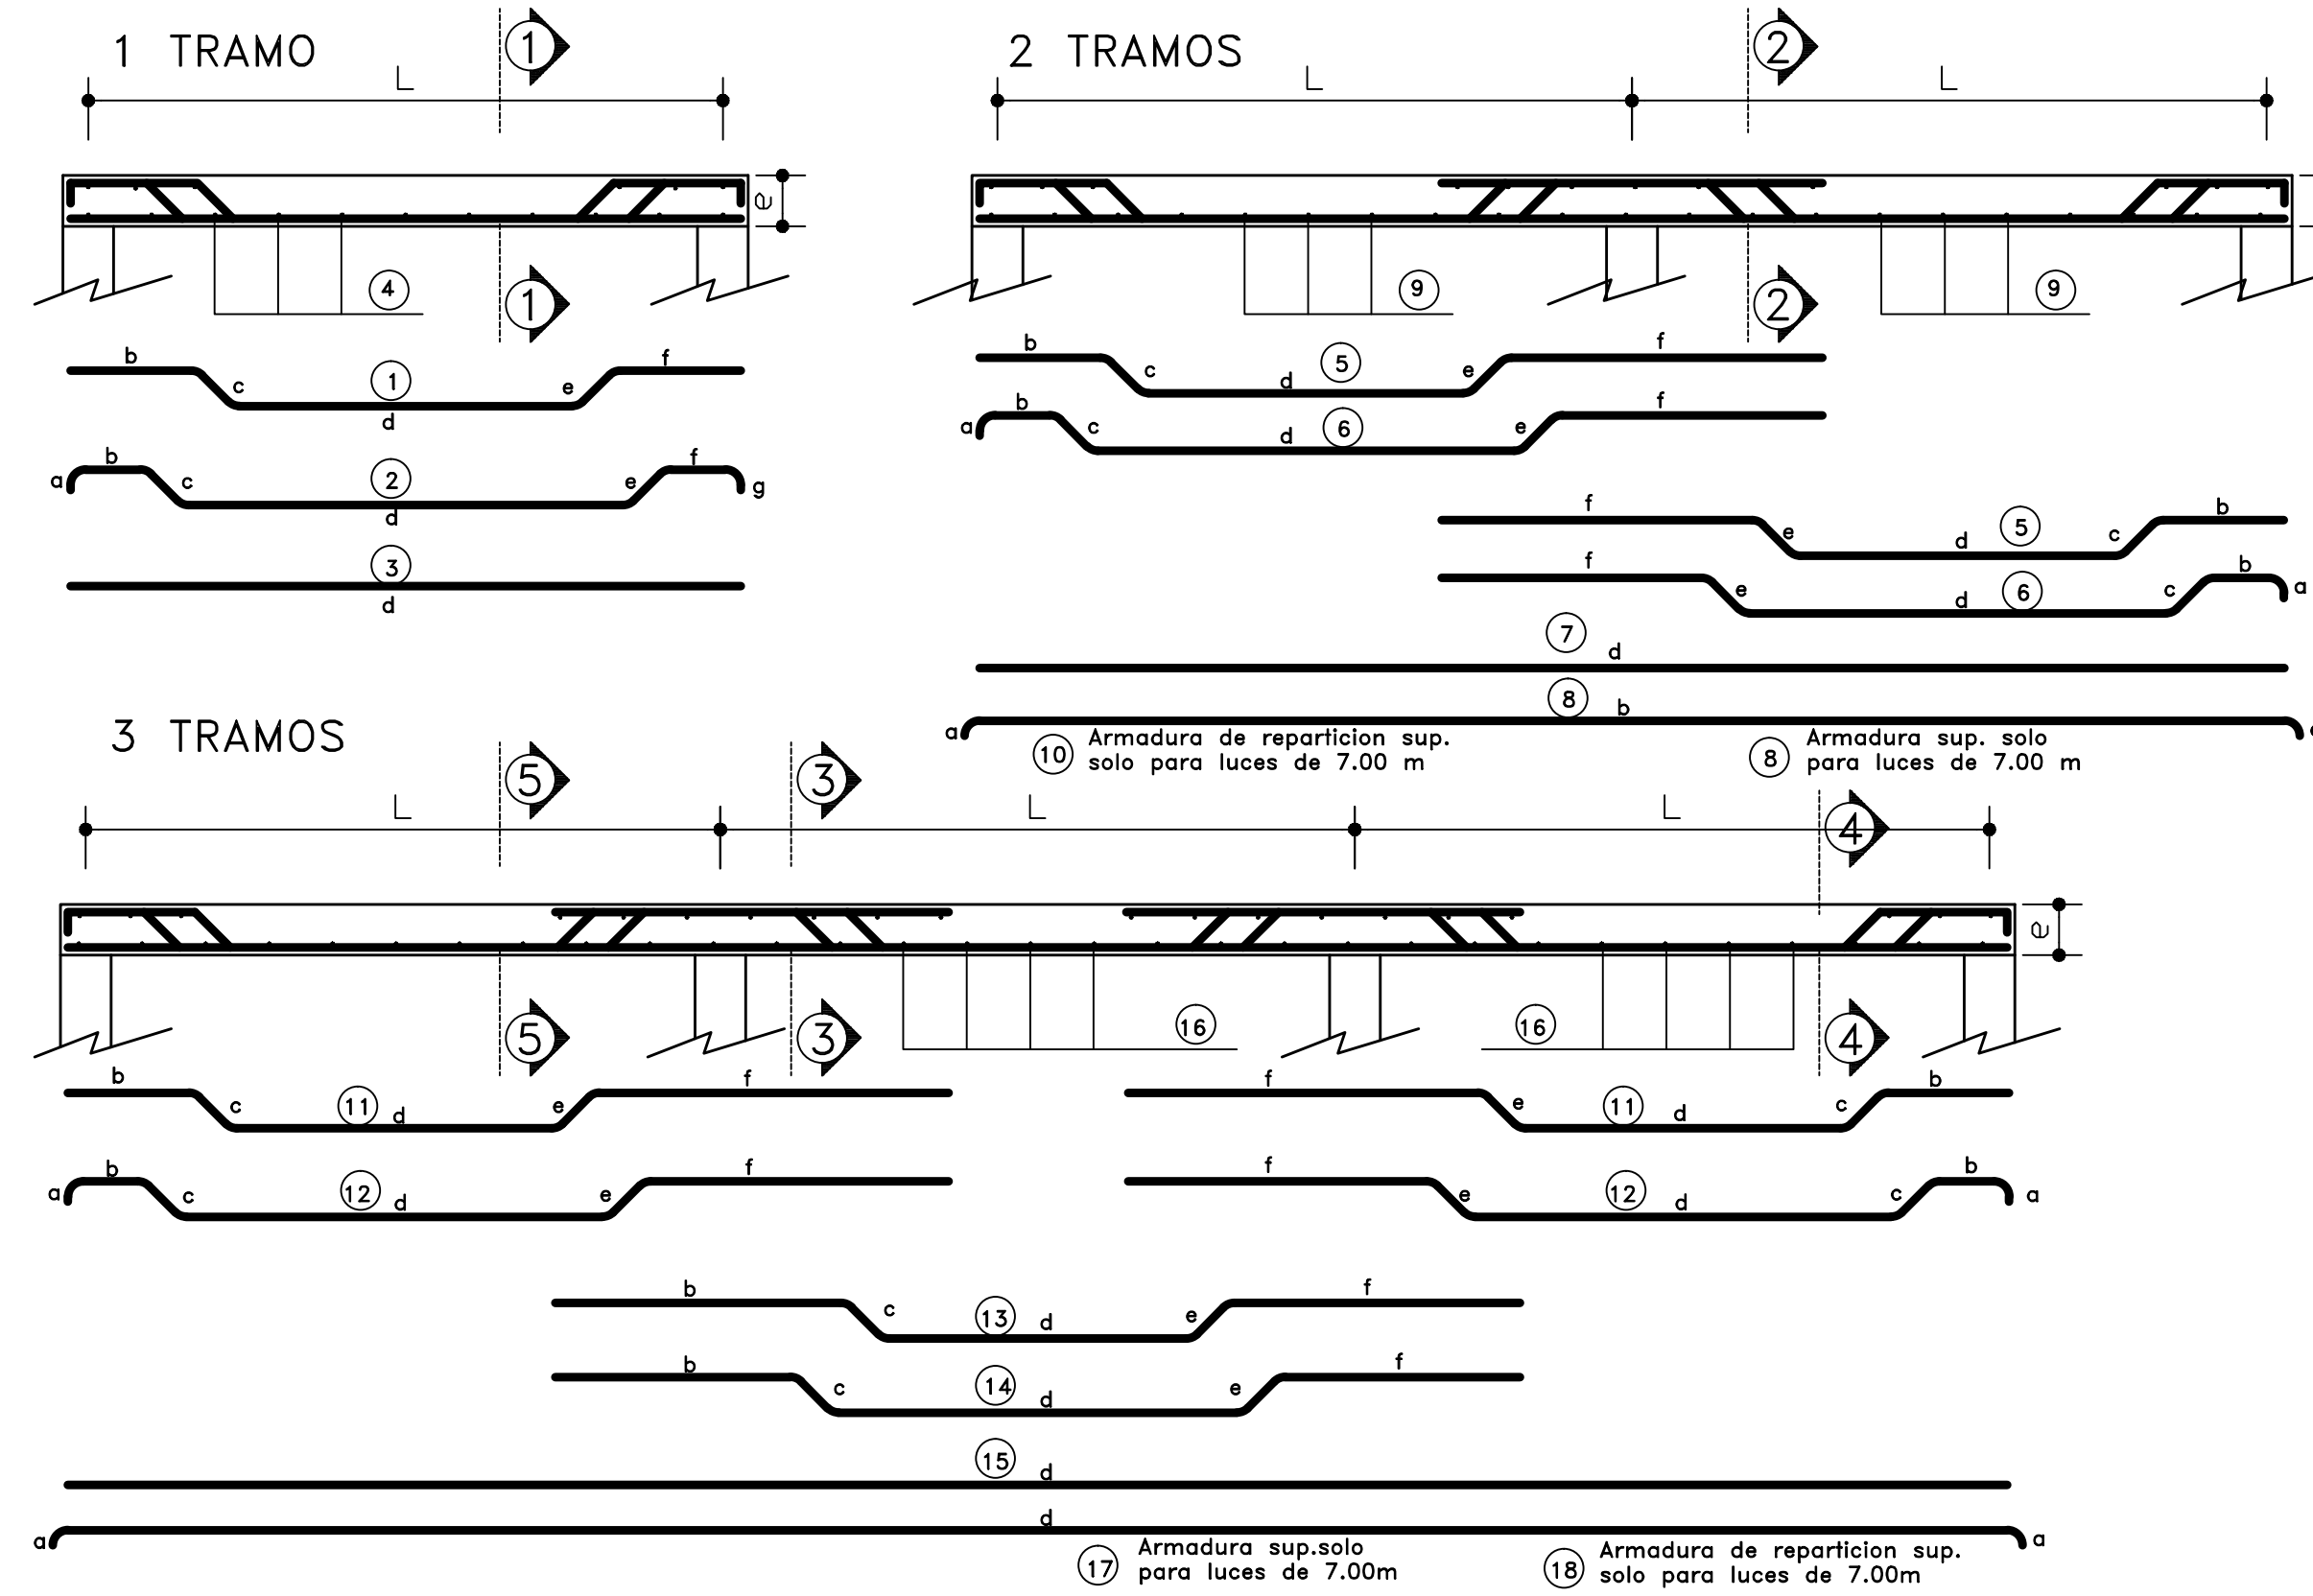 1 TRAMO
1
L
e
4
1
b
c
1
d
e
f
a
b
c
2
d
e
f
g
3
d
2 TRAMOS
2
L
L
9
2
9
b
c
d
5
e
f
a
b
c
d
6
e
f
f
e
d
5
c
b
f
e
d
6
c
b
a
7
d
8
a
b
10 Armadura de reparticion sup.
solo para luces de 7.00 m
8 Armadura sup. solo
para luces de 7.00 m
3 TRAMOS
5
3
4
L
L
L
e
5
3
16
16
4
b
c
11
d
e
f
f
e
11
d
c
b
a
b
c
12
d
e
f
f
e
12
d
c
b
a
b
c
13
d
e
f
b
c
14
d
e
f
15
d
a
d
a
17 Armadura sup.solo
para luces de 7.00m
18 Armadura de reparticion sup.
solo para luces de 7.00m